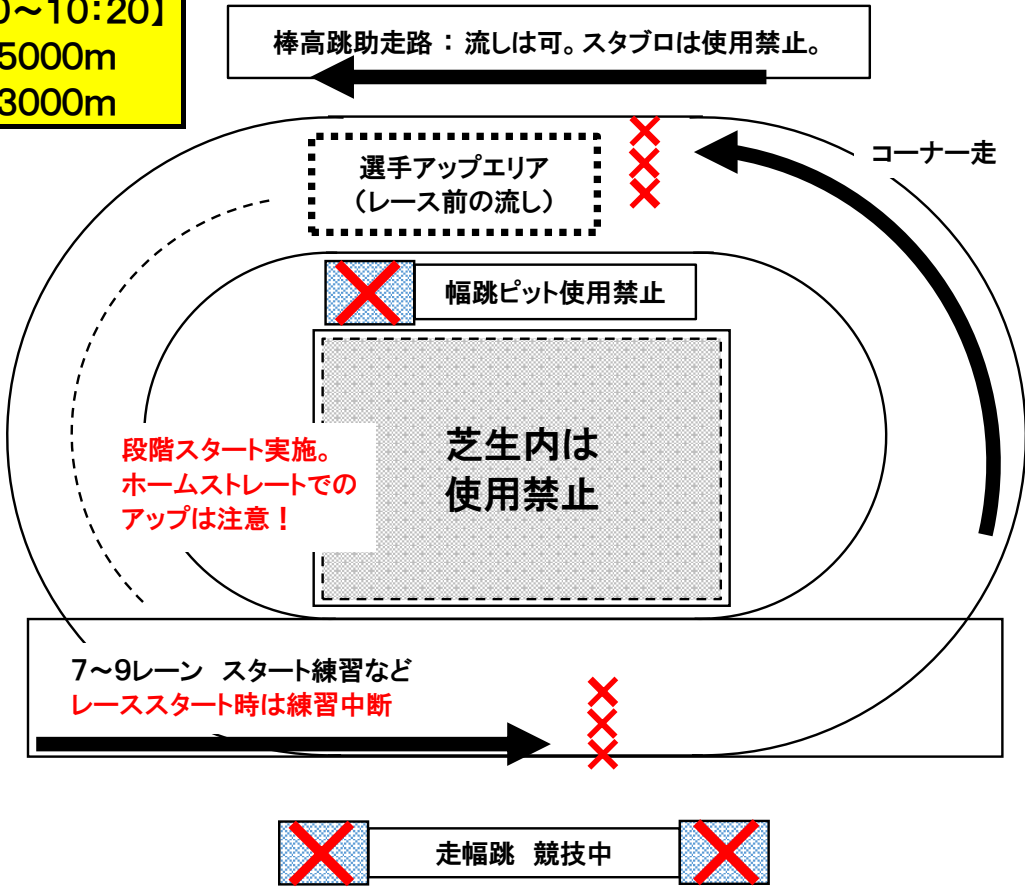 0～10：20】
5000m
3000m
棒高跳助走路：流しは可。スタブロは使用禁止。
コーナー走
選手アップエリア
（レース前の流し）
幅跳ピット使用禁止
芝生内は
使用禁止
段階スタート実施。
ホームストレートでの
アップは注意！
7～9レーン　スタート練習など
レーススタート時は練習中断
走幅跳　競技中